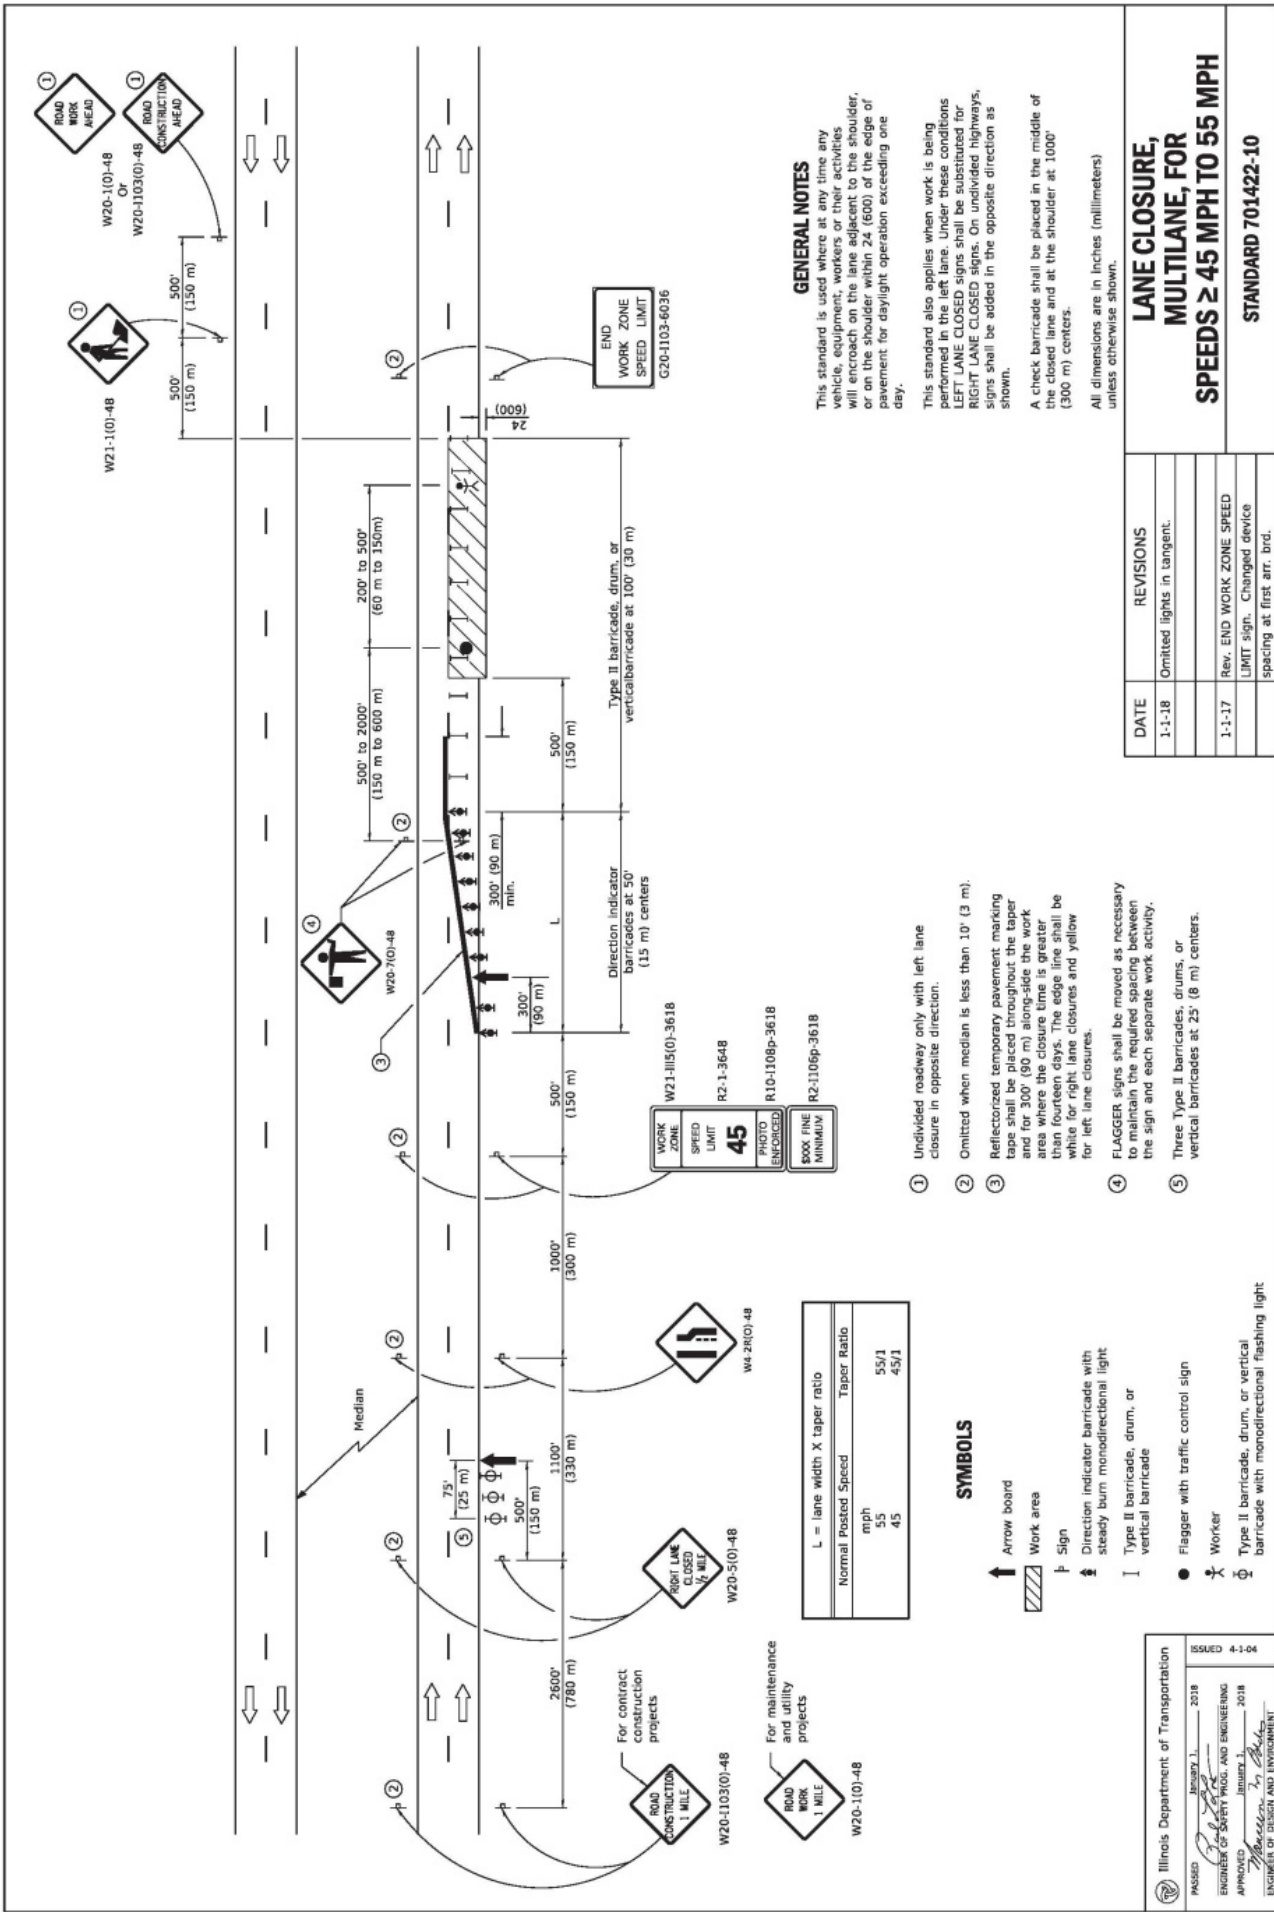 ROAD
WORK
AHEAD
1
W20-1(0)-48
Or
W20-I103(0)-48
ROAD
CONSTRUCTION
AHEAD
1
500'
(150 m)
1
W21-1(0)-48
500'
(150 m)
2
END
WORK ZONE
SPEED LIMIT
G20-I103-6036
24
(600)
200' to 500'
(60 m to 150m)
500' to 2000'
(150 m to 600 m)
Type II barricade, drum, or
verticalbarricade at 100' (30 m)
500'
(150 m)
2
4
W20-7(O)-48
3
300' (90 m)
min.
L
Direction indicator
barricades at 50'
(15 m) centers
300'
(90 m)
500'
(150 m)
2
WORK
ZONE
SPEED
LIMIT
45
PHOTO
ENFORCED
$XXX FINE
MINIMUM
W21-III5(0)-3618
R2-1-3648
R10-I108p-3618
R2-I106p-3618
1000'
(300 m)
2
W4-2R(O)-48
1100'
(330 m)
Median
75'
(25 m)
5
500'
(150 m)
2
RIGHT LANE
CLOSED
1/2 MILE
W20-5(0)-48
2600'
(780 m)
2
For contract
construction
projects
ROAD
CONSTRUCTION
1 MILE
W20-I103(0)-48
For maintenance
and utility
projects
ROAD
WORK
1 MILE
W20-1(0)-48
L = lane width X taper ratio
Normal Posted Speed Taper Ratio
mph
55 55/1
45 45/1
SYMBOLS
Arrow board
Work area
Sign
Direction indicator barricade with
steady burn monodirectional light
Type II barricade, drum, or
vertical barricade
Flagger with traffic control sign
Worker
Type II barricade, drum, or vertical
barricade with monodirectional flashing light
1 Undivided roadway only with left lane
closure in opposite direction.
2 Omitted when median is less than 10' (3 m).
3 Reflectorized temporary pavement marking
tape shall be placed throughout the taper
and for 300' (90 m) along-side the work
area where the closure time is greater
than fourteen days. The edge line shall be
white for right lane closures and yellow
for left lane closures.
4 FLAGGER signs shall be moved as necessary
to maintain the required spacing between
the sign and each separate work activity.
5 Three Type II barricades, drums, or
vertical barricades at 25' (8 m) centers.
GENERAL NOTES
This standard is used where at any time any
vehicle, equipment, workers or their activities
will encroach on the lane adjacent to the shoulder,
or on the shoulder within 24 (600) of the edge of
pavement for daylight operation exceeding one
day.
This standard also applies when work is being
performed in the left lane. Under these conditions
LEFT LANE CLOSED signs shall be substituted for
RIGHT LANE CLOSED signs. On undivided highways,
signs shall be added in the opposite direction as
shown.
A check barricade shall be placed in the middle of
the closed lane and at the shoulder at 1000'
(300 m) centers.
All dimensions are in inches (millimeters)
unless otherwise shown.
Illinois Department of Transportation
PASSED January 1, 2018
ENGINEER OF SAFETY PROG. AND ENGINEERING
APPROVED January 1, 2018
ENGINEER OF DESIGN AND ENVIRONMENT
ISSUED 4-1-04
DATE REVISIONS
1-1-18 Omitted lights in tangent.
1-1-17 Rev. END WORK ZONE SPEED
LIMIT sign. Changed device
spacing at first arr. brd.
LANE CLOSURE,
MULTILANE, FOR
SPEEDS ≥ 45 MPH TO 55 MPH
STANDARD 701422-10